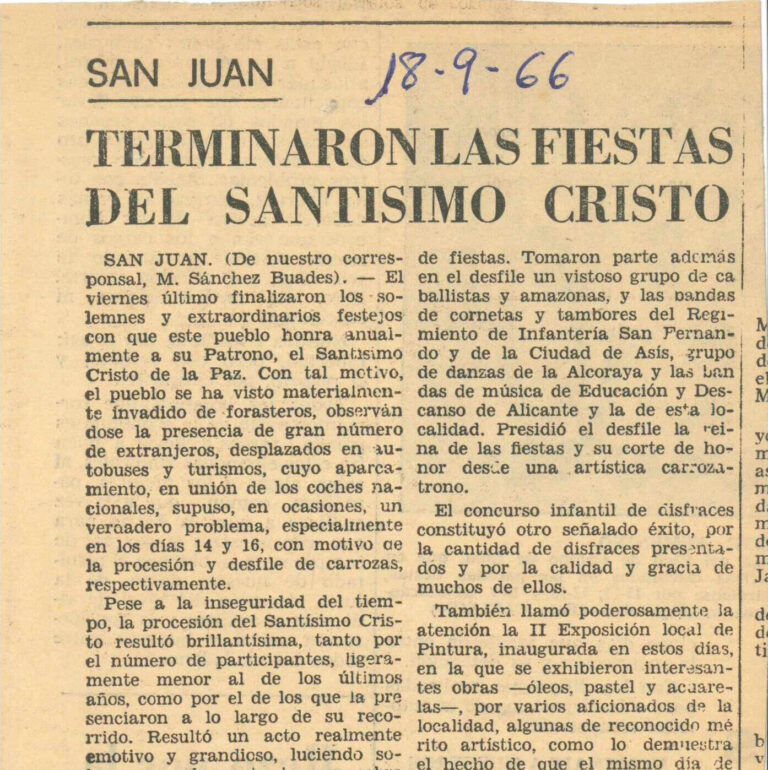 SAN JUAN
18-9-66
TERMINARON LAS FIESTAS
DEL SANTISIMO CRISTO
SAN JUAN. (De nuestro corres-
ponsal, M. Sánchez Buades). — El
viernes último finalizaron los so-
lemnes y extraordinarios festejos
con que este pueblo honra anual-
mente a su Patrono, el Santísimo
Cristo de la Paz. Con tal motivo,
el pueblo se ha visto materialmen-
te invadido de forasteros, observán
dose la presencia de gran número
de extranjeros, desplazados en au-
tobuses y turismos, cuyo aparca-
miento, en unión de los coches na-
cionales, supuso, en ocasiones, un
verdadero problema, especialmente
en los días 14 y 16, con motivo de
la procesión y desfile de carrozas,
respectivamente.
Pese a la inseguridad del tiem-
po, la procesión del Santísimo Cris-
to resultó brillantísima, tanto por
el número de participantes, ligera-
mente menor al de los últimos
años, como por el de los que la pre
senciaron a lo largo de su reco-
rrido. Resultó un acto realmente
emotivo y grandioso, luciendo so-
de fiestas. Tomaron parte además
en el desfile un vistoso grupo de ca
ballistas y amazonas, y las bandas
de cornetas y tambores del Regi-
miento de Infantería San Fernan-
do y de la Ciudad de Asís, grupo
de danzas de la Alcoraya y las ban
das de música de Educación y Des-
canso de Alicante y la de esta lo-
calidad. Presidió el desfile la rei-
na de las fiestas y su corte de ho-
nor desde una artística carroza-
trono.
El concurso infantil de disfraces
constituyó otro señalado éxito, por
la cantidad de disfraces presenta-
dos y por la calidad y gracia de
muchos de ellos.
También llamó poderosamente la
atención la II Exposición local de
Pintura, inaugurada en estos días,
en la que se exhibieron interesan-
tes obras —óleos, pastel y acuare-
las—, por varios aficionados de la
localidad, algunas de reconocido mé
rito artístico, como lo demuestra
el hecho de que el mismo día de